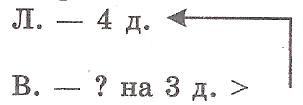 Л. — 4 д.
В. — ? на 3 д. >